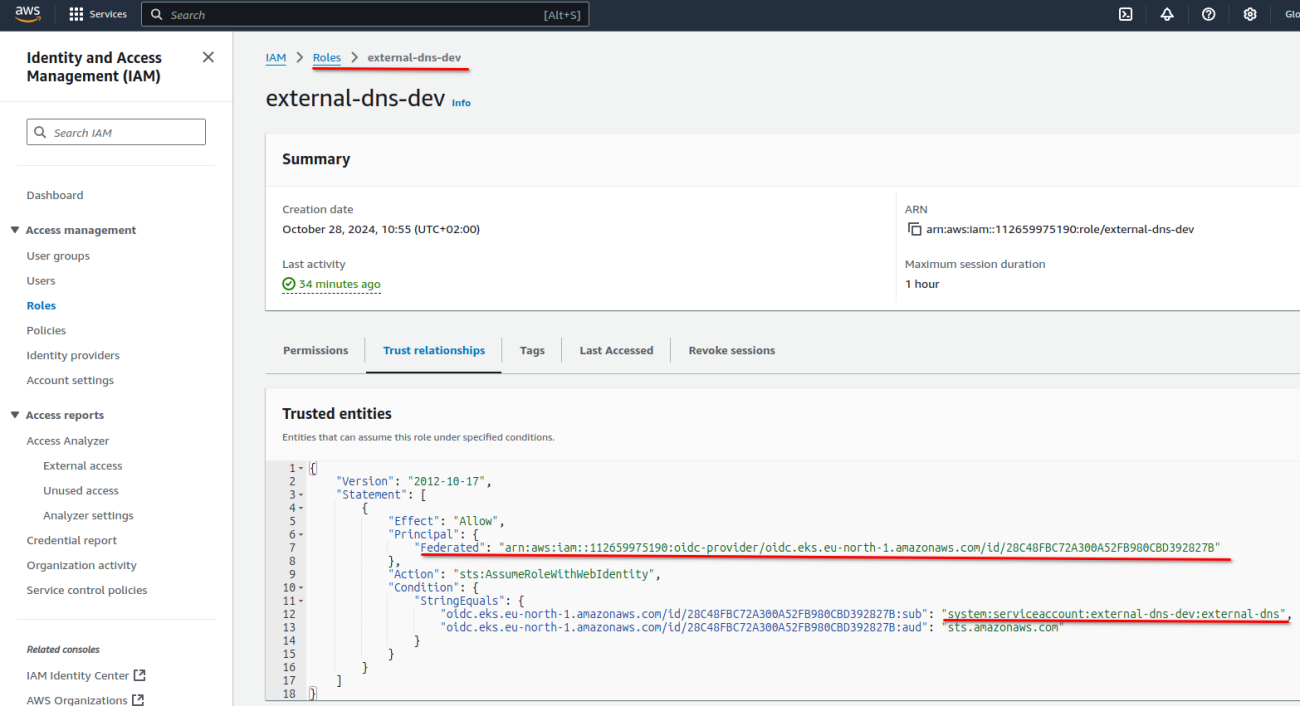 aws Services Search [Alt+S] Glo
Identity and Access
Management (IAM)
Search IAM
Dashboard
Access management
User groups
Users
Roles
Policies
Identity providers
Account settings
Access reports
Access Analyzer
External access
Unused access
Analyzer settings
Credential report
Organization activity
Service control policies
Related consoles
IAM Identity Center
AWS Organizations
IAM > Roles > external-dns-dev
external-dns-dev Info
Summary
Creation date
October 28, 2024, 10:55 (UTC+02:00)
Last activity
34 minutes ago
ARN
arn:aws:iam::112659975190:role/external-dns-dev
Maximum session duration
1 hour
Permissions Trust relationships Tags Last Accessed Revoke sessions
Trusted entities
Entities that can assume this role under specified conditions.
1 {
2 "Version": "2012-10-17",
3 "Statement": [
4 {
5 "Effect": "Allow",
6 "Principal": {
7 "Federated": "arn:aws:iam::112659975190:oidc-provider/oidc.eks.eu-north-1.amazonaws.com/id/28C48FBC72A300A52FB980CBD392827B"
8 },
9 "Action": "sts:AssumeRoleWithWebIdentity",
10 "Condition": {
11 "StringEquals": {
12 "oidc.eks.eu-north-1.amazonaws.com/id/28C48FBC72A300A52FB980CBD392827B:sub": "system:serviceaccount:external-dns-dev:external-dns",
13 "oidc.eks.eu-north-1.amazonaws.com/id/28C48FBC72A300A52FB980CBD392827B:aud": "sts.amazonaws.com"
14 }
15 }
16 }
17 ]
18 }